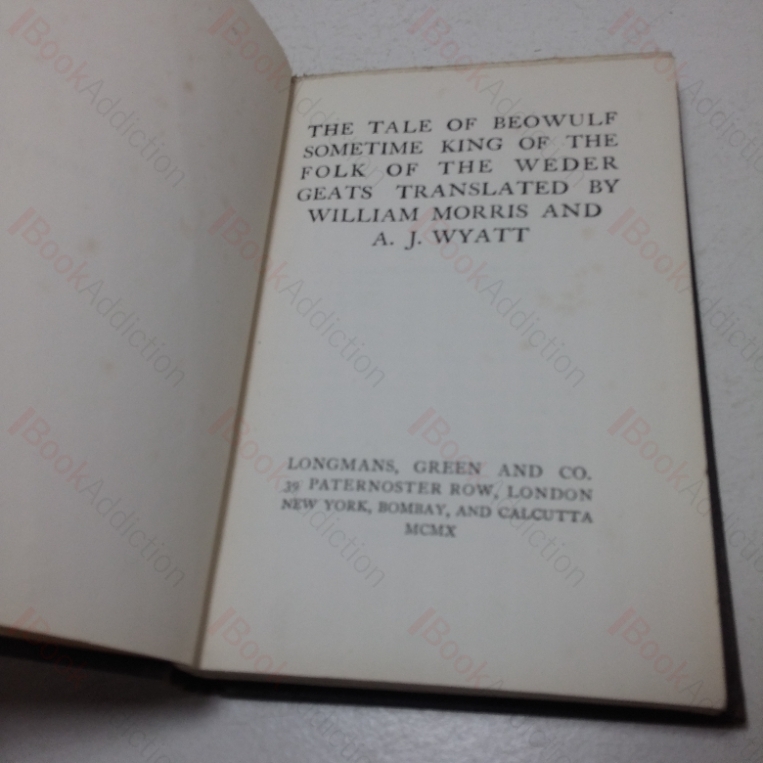 THE TALE OF BEOWULF
SOMETIME KING OF THE
FOLK OF THE WEDER
GEATS TRANSLATED BY
WILLIAM MORRIS AND
A. J. WYATT
LONGMANS, GREEN AND CO.
39 PATERNOSTER ROW, LONDON
NEW YORK, BOMBAY, AND CALCUTTA
MCMX
BookAddiction